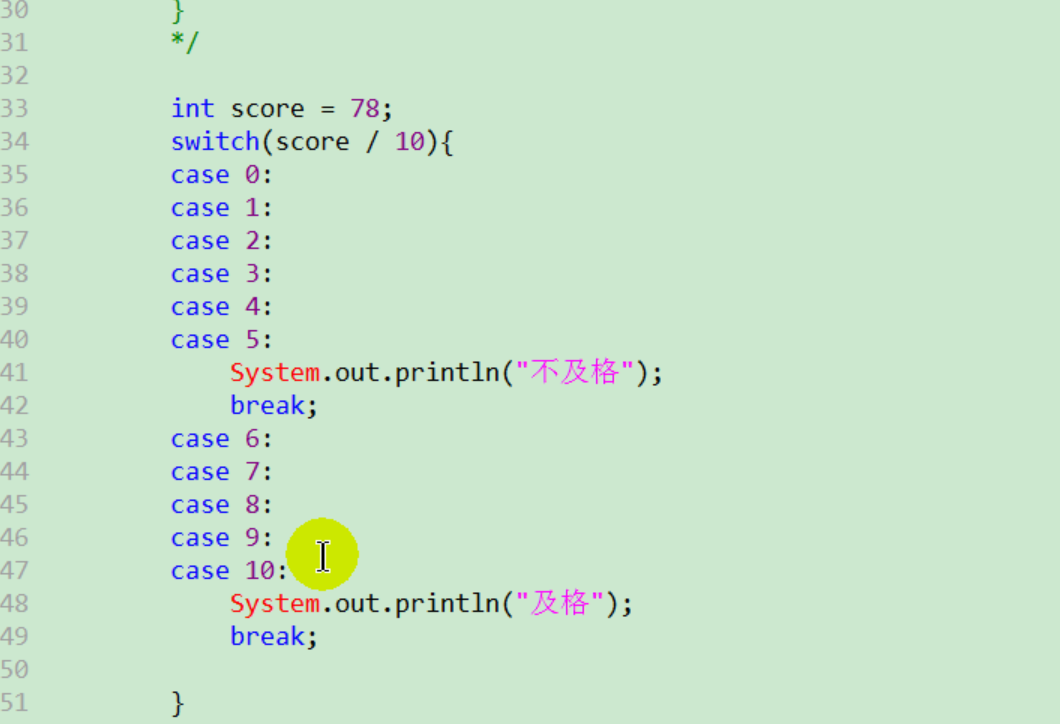 30 }
31 */
32
33 int score = 78;
34 switch(score / 10){
35 case 0:
36 case 1:
37 case 2:
38 case 3:
39 case 4:
40 case 5:
41 System.out.println("不及格");
42 break;
43 case 6:
44 case 7:
45 case 8:
46 case 9:
47 case 10:
48 System.out.println("及格");
49 break;
50
51 }